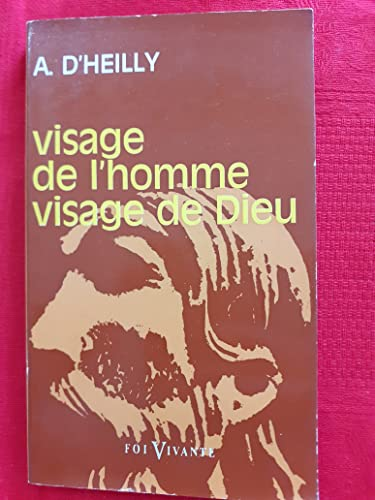 A. D'HEILLY
visage
de l'homme
visage de Dieu
FOI VIVANTE